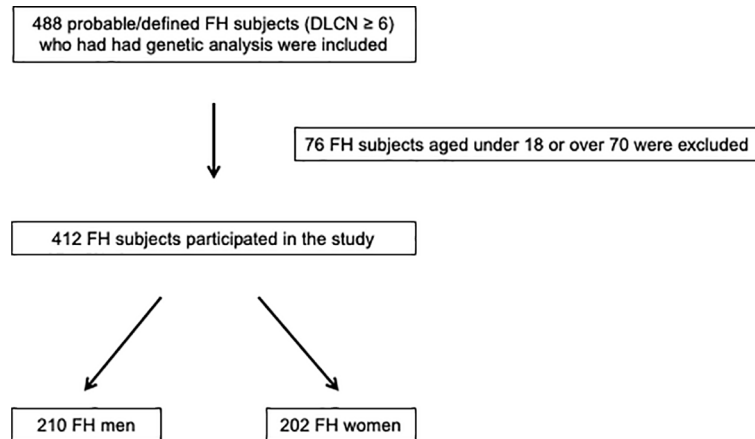 488 probable/defined FH subjects (DLCN ≥ 6)
who had had genetic analysis were included
76 FH subjects aged under 18 or over 70 were excluded
412 FH subjects participated in the study
210 FH men
202 FH women